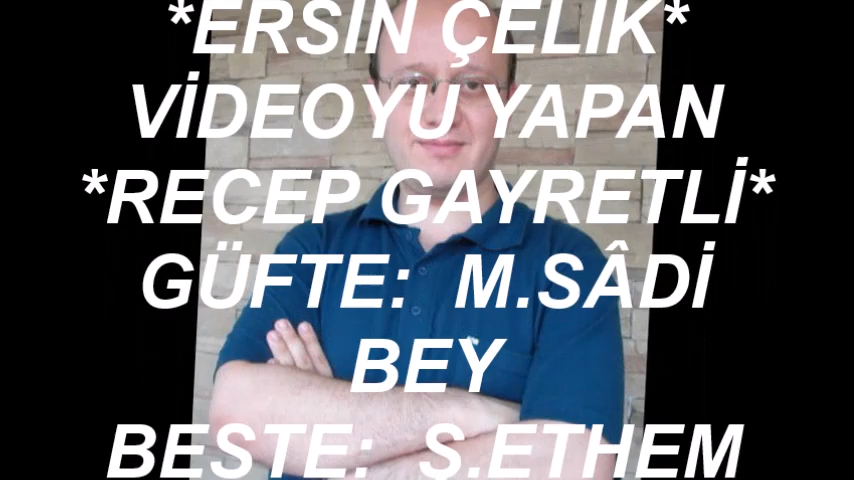 *ERSİN ÇELİK*
VİDEOYU YAPAN
*RECEP GAYRETLİ*
GÜFTE: M.SÂDİ
BEY
BESTE: Ş.ETHEM